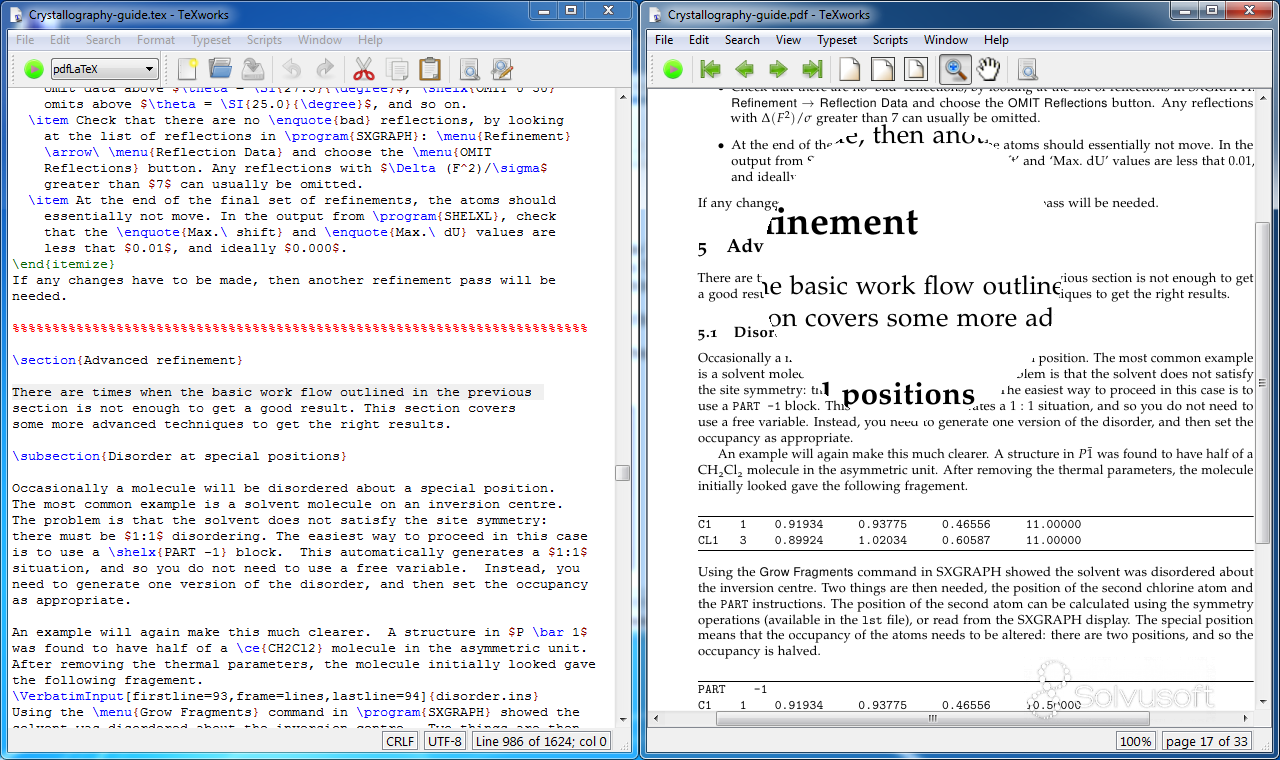 Crystallography-guide.tex - TeXworks
File Edit Search Format Typeset Scripts Window Help
pdfLaTeX
omit data above $\theta = \SI{27.5}{\degree}$, \shelx{OMIT 0 50}
omits above $\theta = \SI{25.0}{\degree}$, and so on.
\item Check that there are no \enquote{bad} reflections, by looking
at the list of reflections in \program{SXGRAPH}: \menu{Refinement}
\arrow\ \menu{Reflection Data} and choose the \menu{OMIT
Reflections} button. Any reflections with $\Delta (F^2)/\sigma$
greater than $7$ can usually be omitted.
\item At the end of the final set of refinements, the atoms should
essentially not move. In the output from \program{SHELXL}, check
that the \enquote{Max.\ shift} and \enquote{Max.\ dU} values are
less that $0.01$, and ideally $0.000$.
\end{itemize}
If any changes have to be made, then another refinement pass will be
needed.
%%%%%%%%%%%%%%%%%%%%%%%%%%%%%%%%%%%%%%%%%%%%%%%%%%%%%%%%%%%%%%%%%%%%%%%%%%
\section{Advanced refinement}
There are times when the basic work flow outlined in the previous
section is not enough to get a good result. This section covers
some more advanced techniques to get the right results.
\subsection{Disorder at special positions}
Occasionally a molecule will be disordered about a special position.
The most common example is a solvent molecule on an inversion centre.
The problem is that the solvent does not satisfy the site symmetry:
there must be $1:1$ disordering. The easiest way to proceed in this case
is to use a \shelx{PART -1} block.  This automatically generates a $1:1$
situation, and so you do not need to use a free variable.  Instead, you
need to generate one version of the disorder, and then set the occupancy
as appropriate.
An example will again make this much clearer.  A structure in $P \bar 1$
was found to have half of a \ce{CH2Cl2} molecule in the asymmetric unit.
After removing the thermal parameters, the molecule initially looked gave
the following fragement.
\VerbatimInput[firstline=93,frame=lines,lastline=94]{disorder.ins}
Using the \menu{Grow Fragments} command in \program{SXGRAPH} showed the
solvent was disordered about the inversion centre.  Two things are then
CRLF UTF-8 Line 986 of 1624; col 0
Crystallography-guide.pdf - TeXworks
File Edit Search View Typeset Scripts Window Help
• Check that there are no 'bad' reflections, by looking at the list of reflections in SXGRAPH:
Refinement → Reflection Data and choose the OMIT Reflections button. Any reflections
with Δ(F²)/σ greater than 7 can usually be omitted.
de, then ano
• At the end of the atoms should essentially not move. In the
output from and 'Max. dU' values are less that 0.01,
and ideally
If any change pass will be needed.
finement
5 Adv
There are vious section is not enough to get
he basic work flow outline
a good res iques to get the right results.
on covers some more ad
5.1 Disor
Occasionally a position. The most common example
is a solvent molec blem is that the solvent does not satisfy
the site symmetry: The easiest way to proceed in this case is to
l positions
use a PART -1 block. This ates a 1 : 1 situation, and so you do not need to
use a free variable. Instead, you need to generate one version of the disorder, and then set the
occupancy as appropriate.
An example will again make this much clearer. A structure in P1̄ was found to have half of a
CH₂Cl₂ molecule in the asymmetric unit. After removing the thermal parameters, the molecule
initially looked gave the following fragement.
C1 1 0.91934 0.93775 0.46556 11.00000
CL1 3 0.89924 1.02034 0.60587 11.00000
Using the Grow Fragments command in SXGRAPH showed the solvent was disordered about
the inversion centre. Two things are then needed, the position of the second chlorine atom and
the PART instructions. The position of the second atom can be calculated using the symmetry
operations (available in the lst file), or read from the SXGRAPH display. The special position
means that the occupancy of the atoms needs to be altered: there are two positions, and so the
occupancy is halved.
PART -1
C1 1 0.91934 0.93775 0.46556 10.50000
Solvusoft
100% page 17 of 33